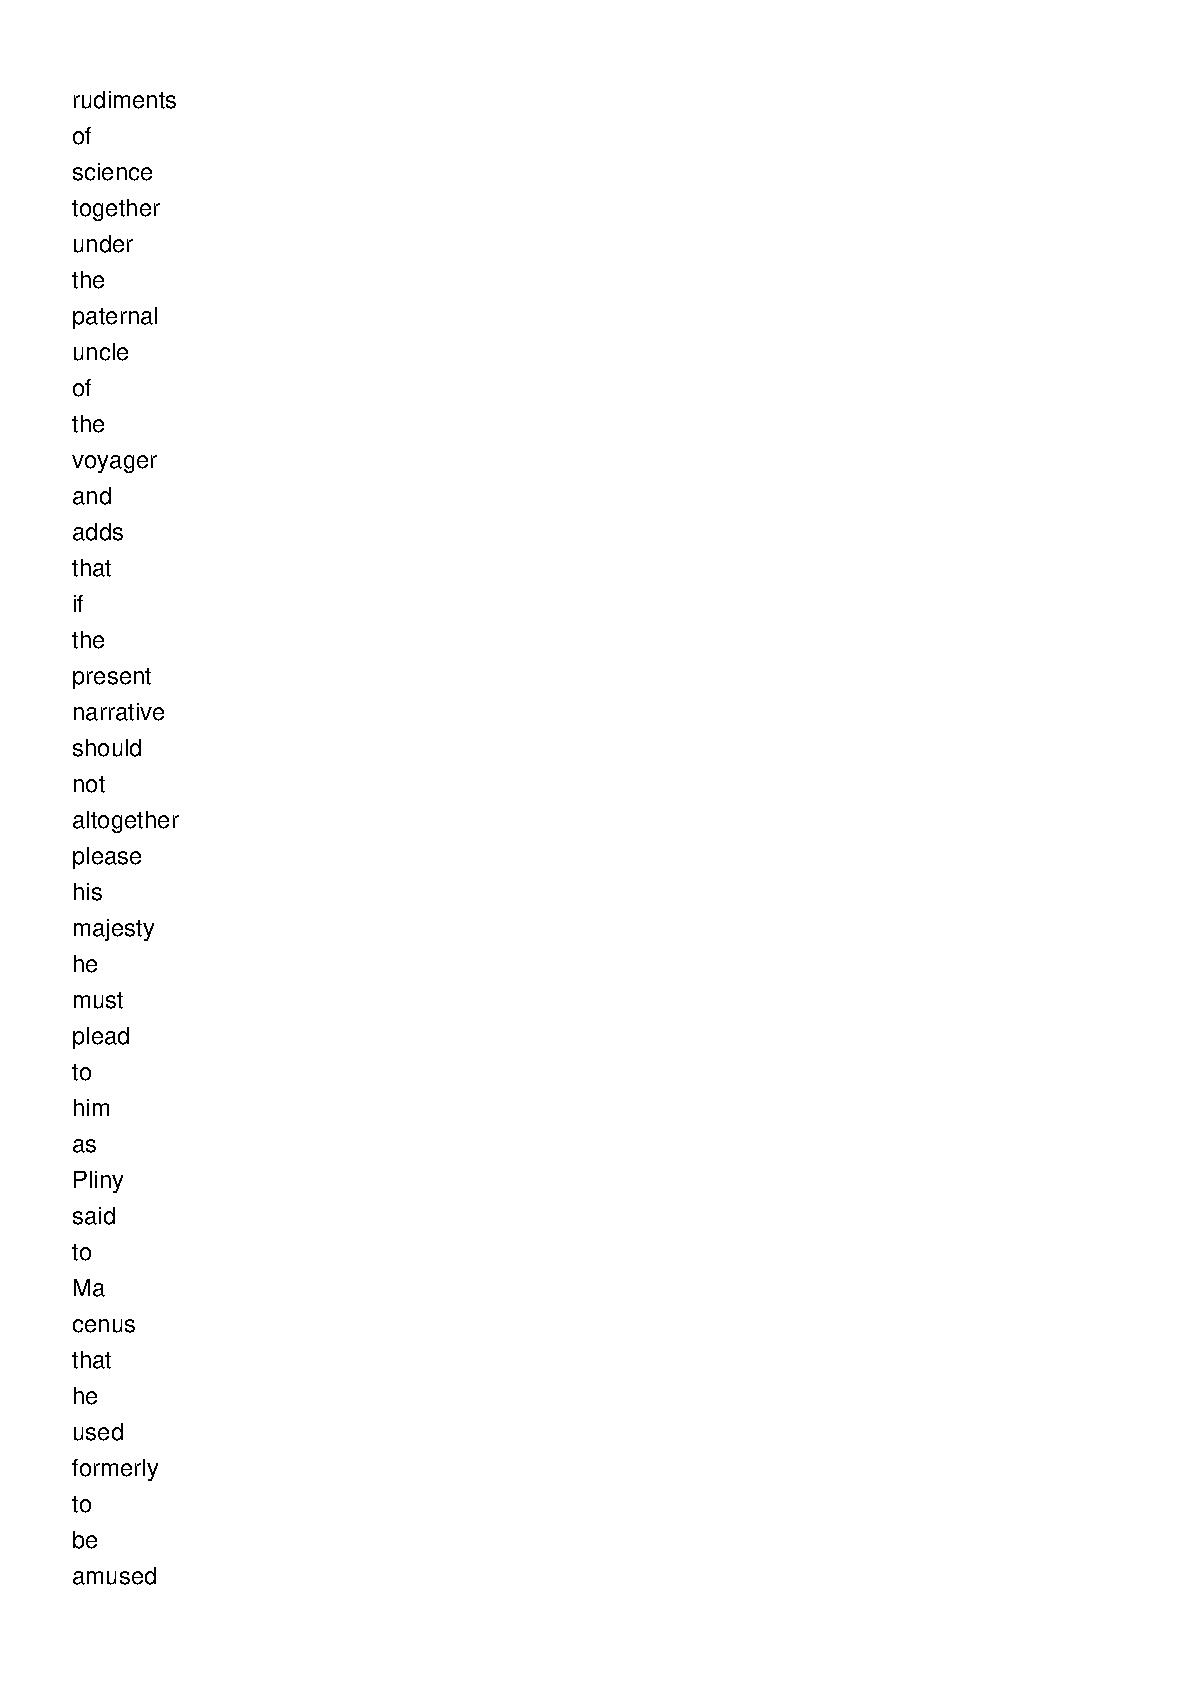 rudiments
of
science
together
under
the
paternal
uncle
of
the
voyager
and
adds
that
if
the
present
narrative
should
not
altogether
please
his
majesty
he
must
plead
to
him
as
Pliny
said
to
Ma
cenus
that
he
used
formerly
to
be
amused